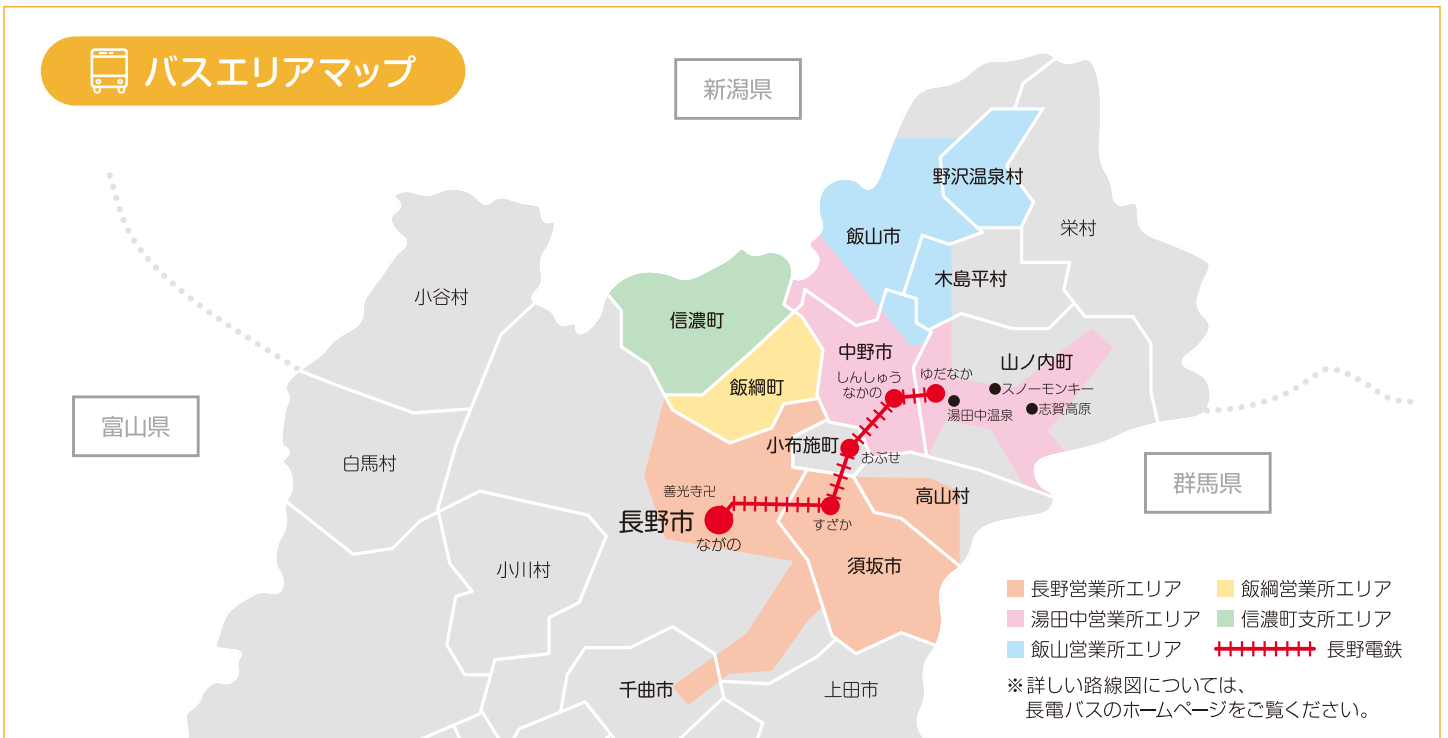 バスエリアマップ
新潟県
野沢温泉村
栄村
飯山市
木島平村
小谷村
信濃町
中野市
山ノ内町
しんしゅう
なかの
ゆだなか
スノーモンキー
飯綱町
湯田中温泉
志賀高原
富山県
白馬村
小布施町
おぶせ
群馬県
善光寺卍
高山村
長野市
ながの
すざか
小川村
須坂市
千曲市
上田市
長野営業所エリア
飯綱営業所エリア
湯田中営業所エリア
信濃町支所エリア
飯山営業所エリア
長野電鉄
※詳しい路線図については、
長電バスのホームページをご覧ください。